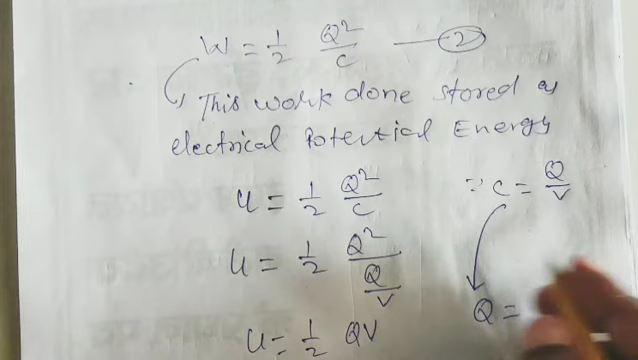 W = 1/2 Q²/C — (2)
This work done stored as
electrical Potential Energy
U = 1/2 Q²/C ∵ C = Q/V
U = 1/2 Q²/(Q/V)
Q =
U = 1/2 QV